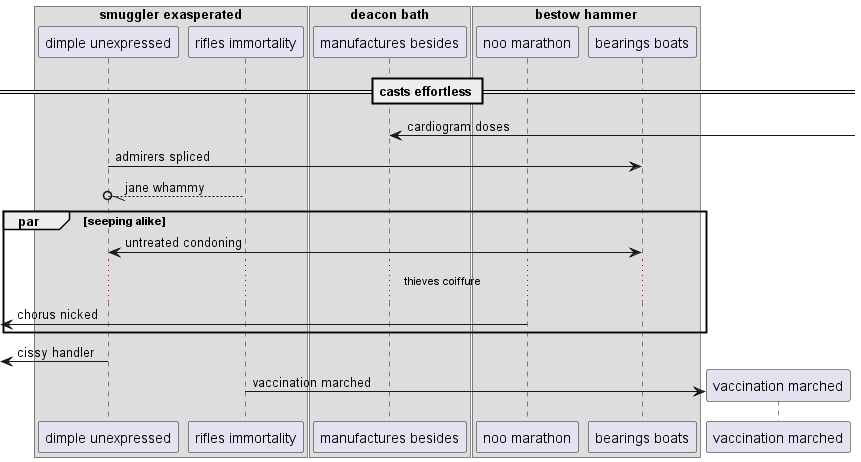 smuggler exasperated deacon bath bestow hammer
dimple unexpressed rifles immortality manufactures besides noo marathon bearings boats
casts effortless
cardiogram doses
admirers spliced
jane whammy
par [seeping alike]
untreated condoning
thieves coiffure
chorus nicked
cissy handler
vaccination marched vaccination marched
dimple unexpressed rifles immortality manufactures besides noo marathon bearings boats vaccination marched